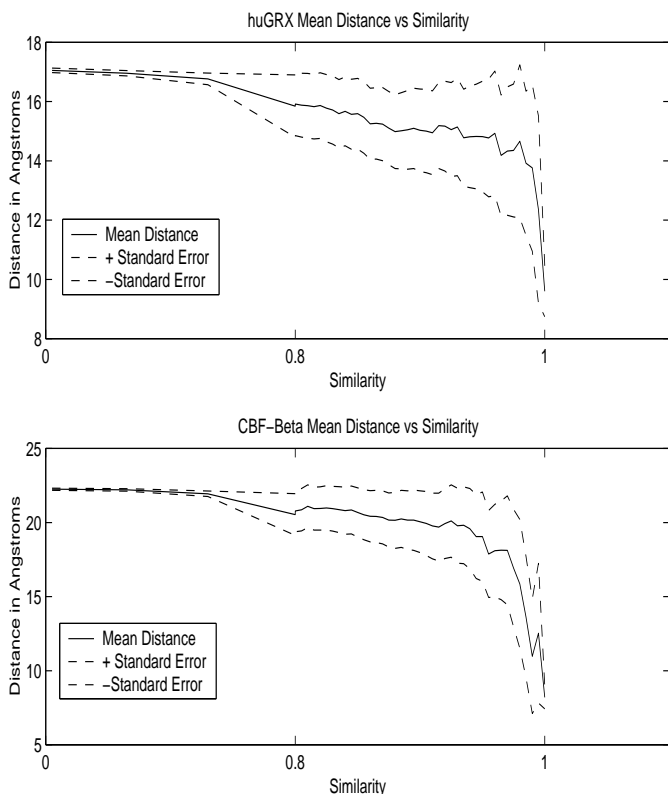 huGRX Mean Distance vs Similarity
18
16
14
12
10
8
Distance in Angstroms
Mean Distance
+ Standard Error
−Standard Error
0
0.8
1
Similarity
CBF−Beta Mean Distance vs Similarity
25
20
15
10
5
Distance in Angstroms
Mean Distance
+ Standard Error
−Standard Error
0
0.8
1
Similarity